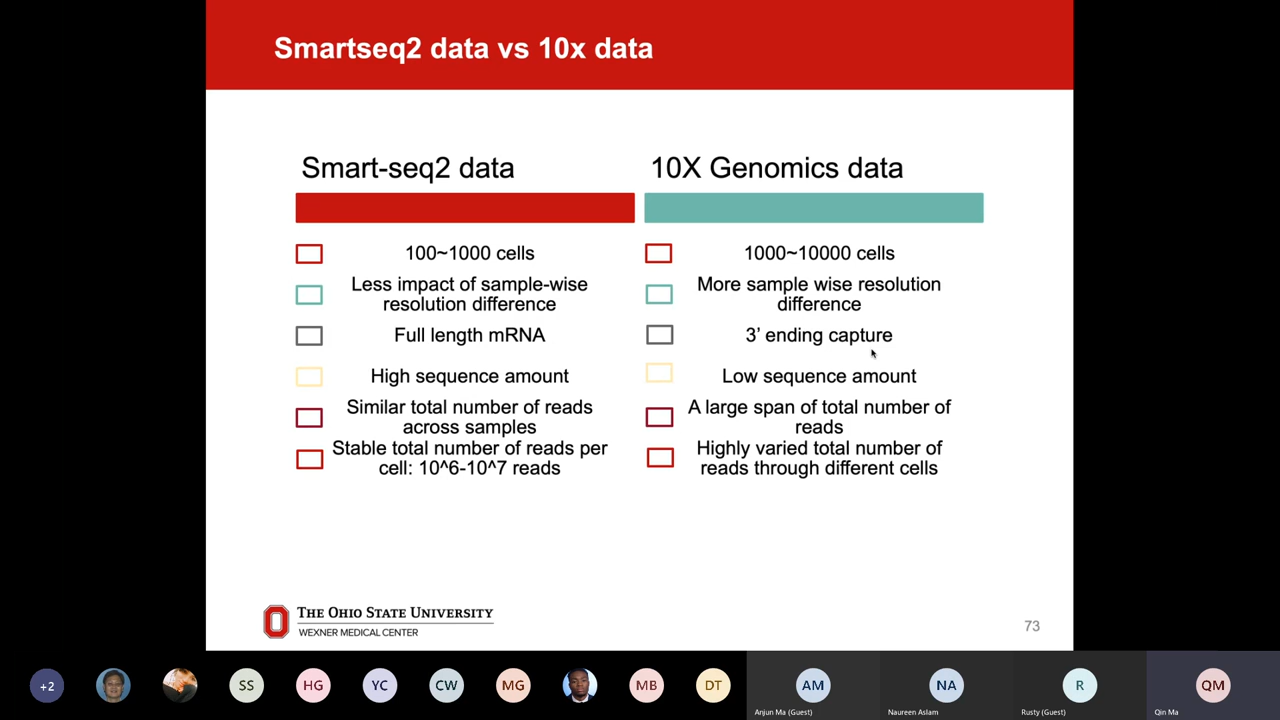 Smartseq2 data vs 10x data
Smart-seq2 data
10X Genomics data
100~1000 cells
1000~10000 cells
Less impact of sample-wise
resolution difference
More sample wise resolution
difference
Full length mRNA
3’ ending capture
High sequence amount
Low sequence amount
Similar total number of reads
across samples
A large span of total number of
reads
Stable total number of reads per
cell: 10^6-10^7 reads
Highly varied total number of
reads through different cells
THE OHIO STATE UNIVERSITY
WEXNER MEDICAL CENTER
73
+2
SS
HG
YC
CW
MG
MB
DT
AM
NA
R
QM
Anjun Ma (Guest)
Naureen Aslam
Rusty (Guest)
Qin Ma